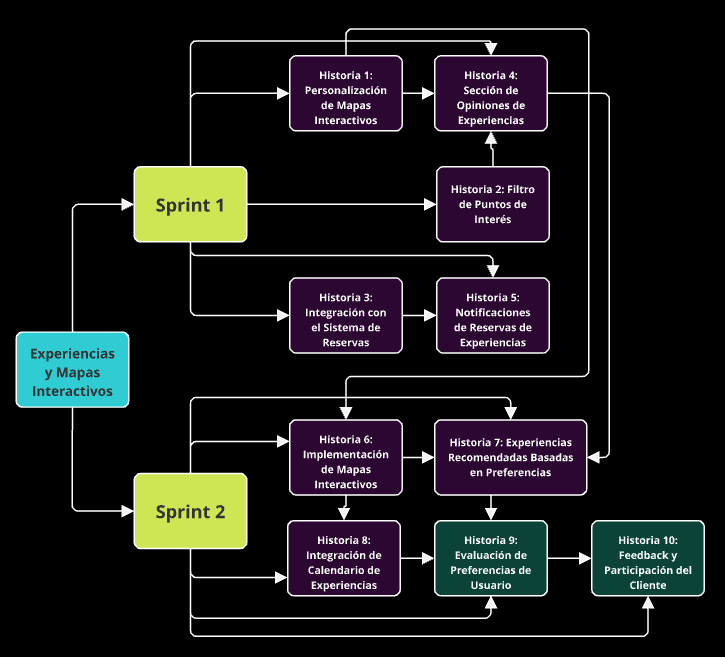 Historia 1:
Personalización
de Mapas
Interactivos
Historia 4:
Sección de
Opiniones de
Experiencias
Sprint 1
Historia 2: Filtro
de Puntos de
Interés
Historia 3:
Integración con
el Sistema de
Reservas
Historia 5:
Notificaciones
de Reservas de
Experiencias
Experiencias
y Mapas
Interactivos
Historia 6:
Implementación
de Mapas
Interactivos
Historia 7: Experiencias
Recomendadas Basadas
en Preferencias
Sprint 2
Historia 8:
Integración de
Calendario de
Experiencias
Historia 9:
Evaluación de
Preferencias de
Usuario
Historia 10:
Feedback y
Participación del
Cliente